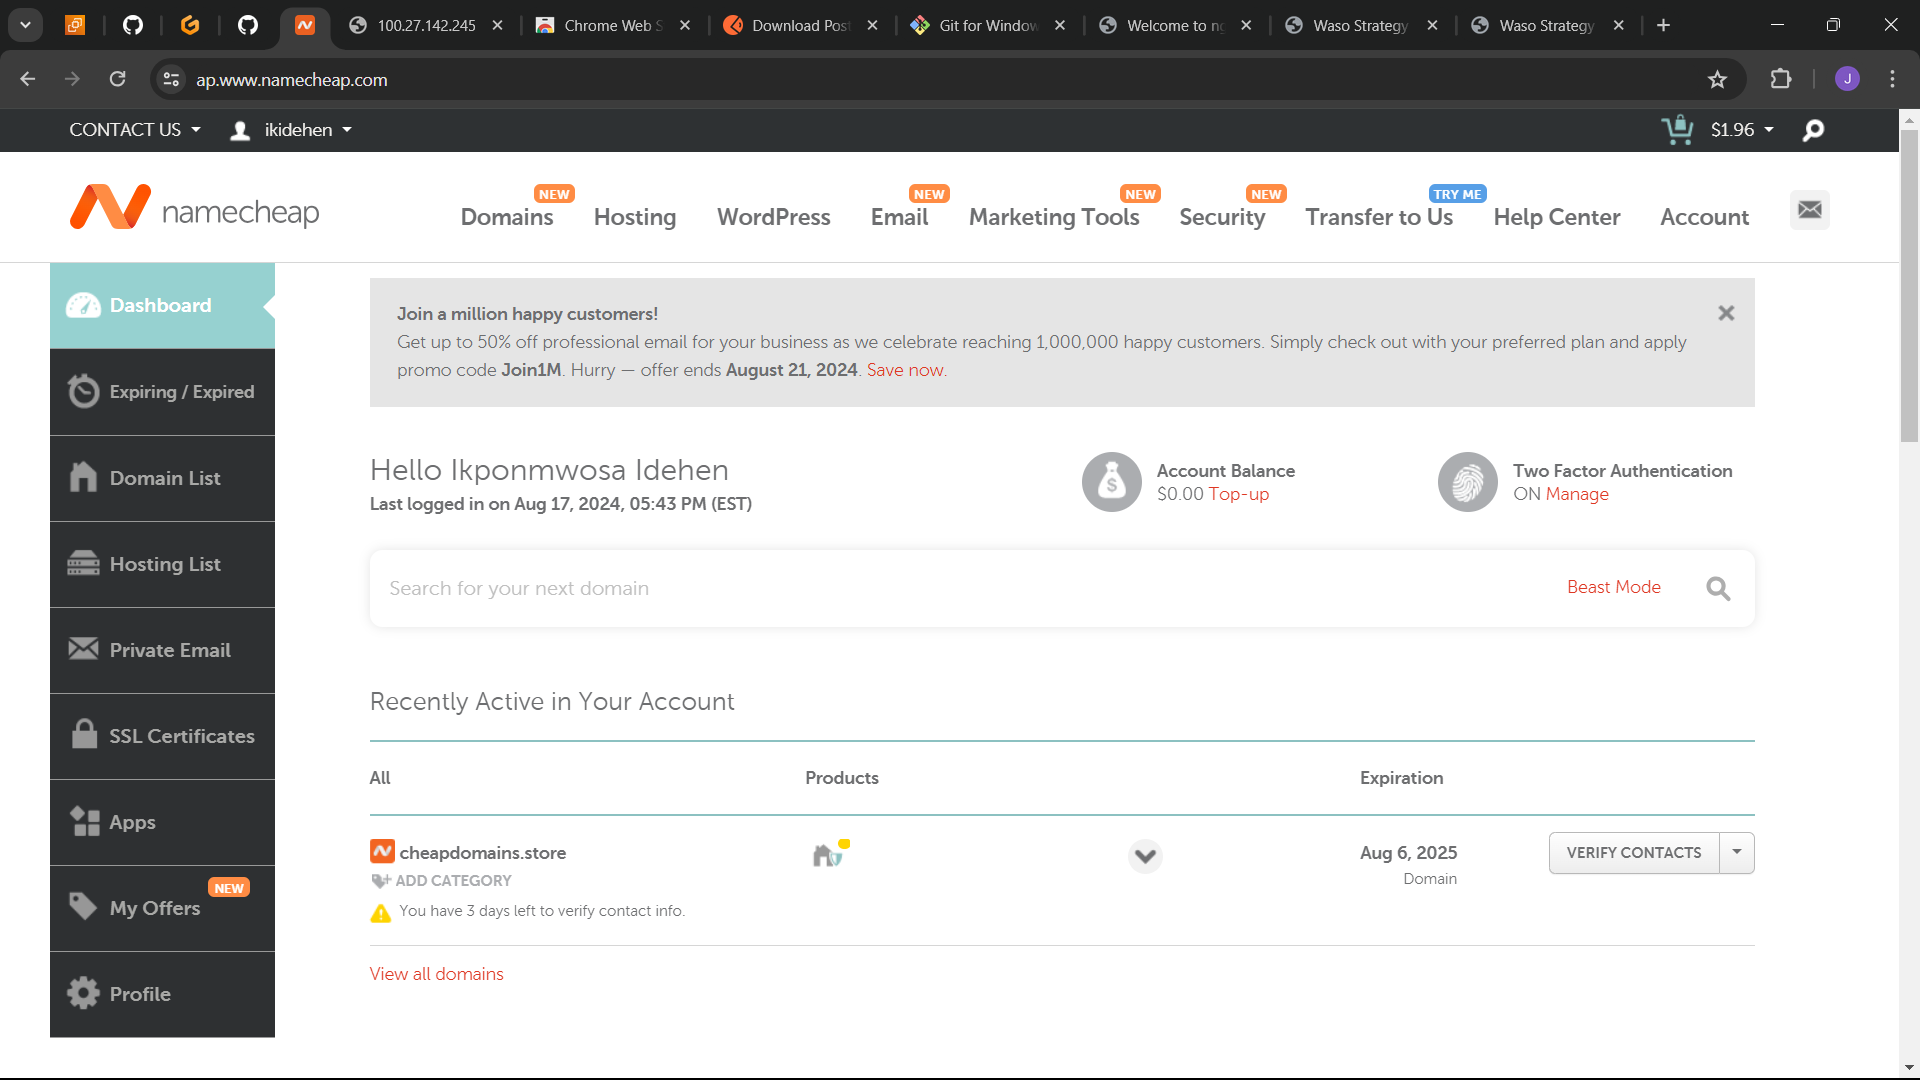 100.27.142.245
Chrome Web S
Download Post
Git for Window
Welcome to ng
Waso Strategy
Waso Strategy
ap.www.namecheap.com
J
CONTACT US
ikidehen
$1.96
namecheap
NEW
Domains
Hosting
WordPress
NEW
Email
NEW
Marketing Tools
NEW
Security
TRY ME
Transfer to Us
Help Center
Account
Dashboard
Expiring / Expired
Domain List
Hosting List
Private Email
SSL Certificates
Apps
NEW
My Offers
Profile
Join a million happy customers!
Get up to 50% off professional email for your business as we celebrate reaching 1,000,000 happy customers. Simply check out with your preferred plan and apply
promo code Join1M. Hurry — offer ends August 21, 2024. Save now.
Hello Ikponmwosa Idehen
Last logged in on Aug 17, 2024, 05:43 PM (EST)
Account Balance
$0.00 Top-up
Two Factor Authentication
ON Manage
Search for your next domain
Beast Mode
Recently Active in Your Account
All
Products
Expiration
cheapdomains.store
ADD CATEGORY
You have 3 days left to verify contact info.
Aug 6, 2025
Domain
VERIFY CONTACTS
View all domains